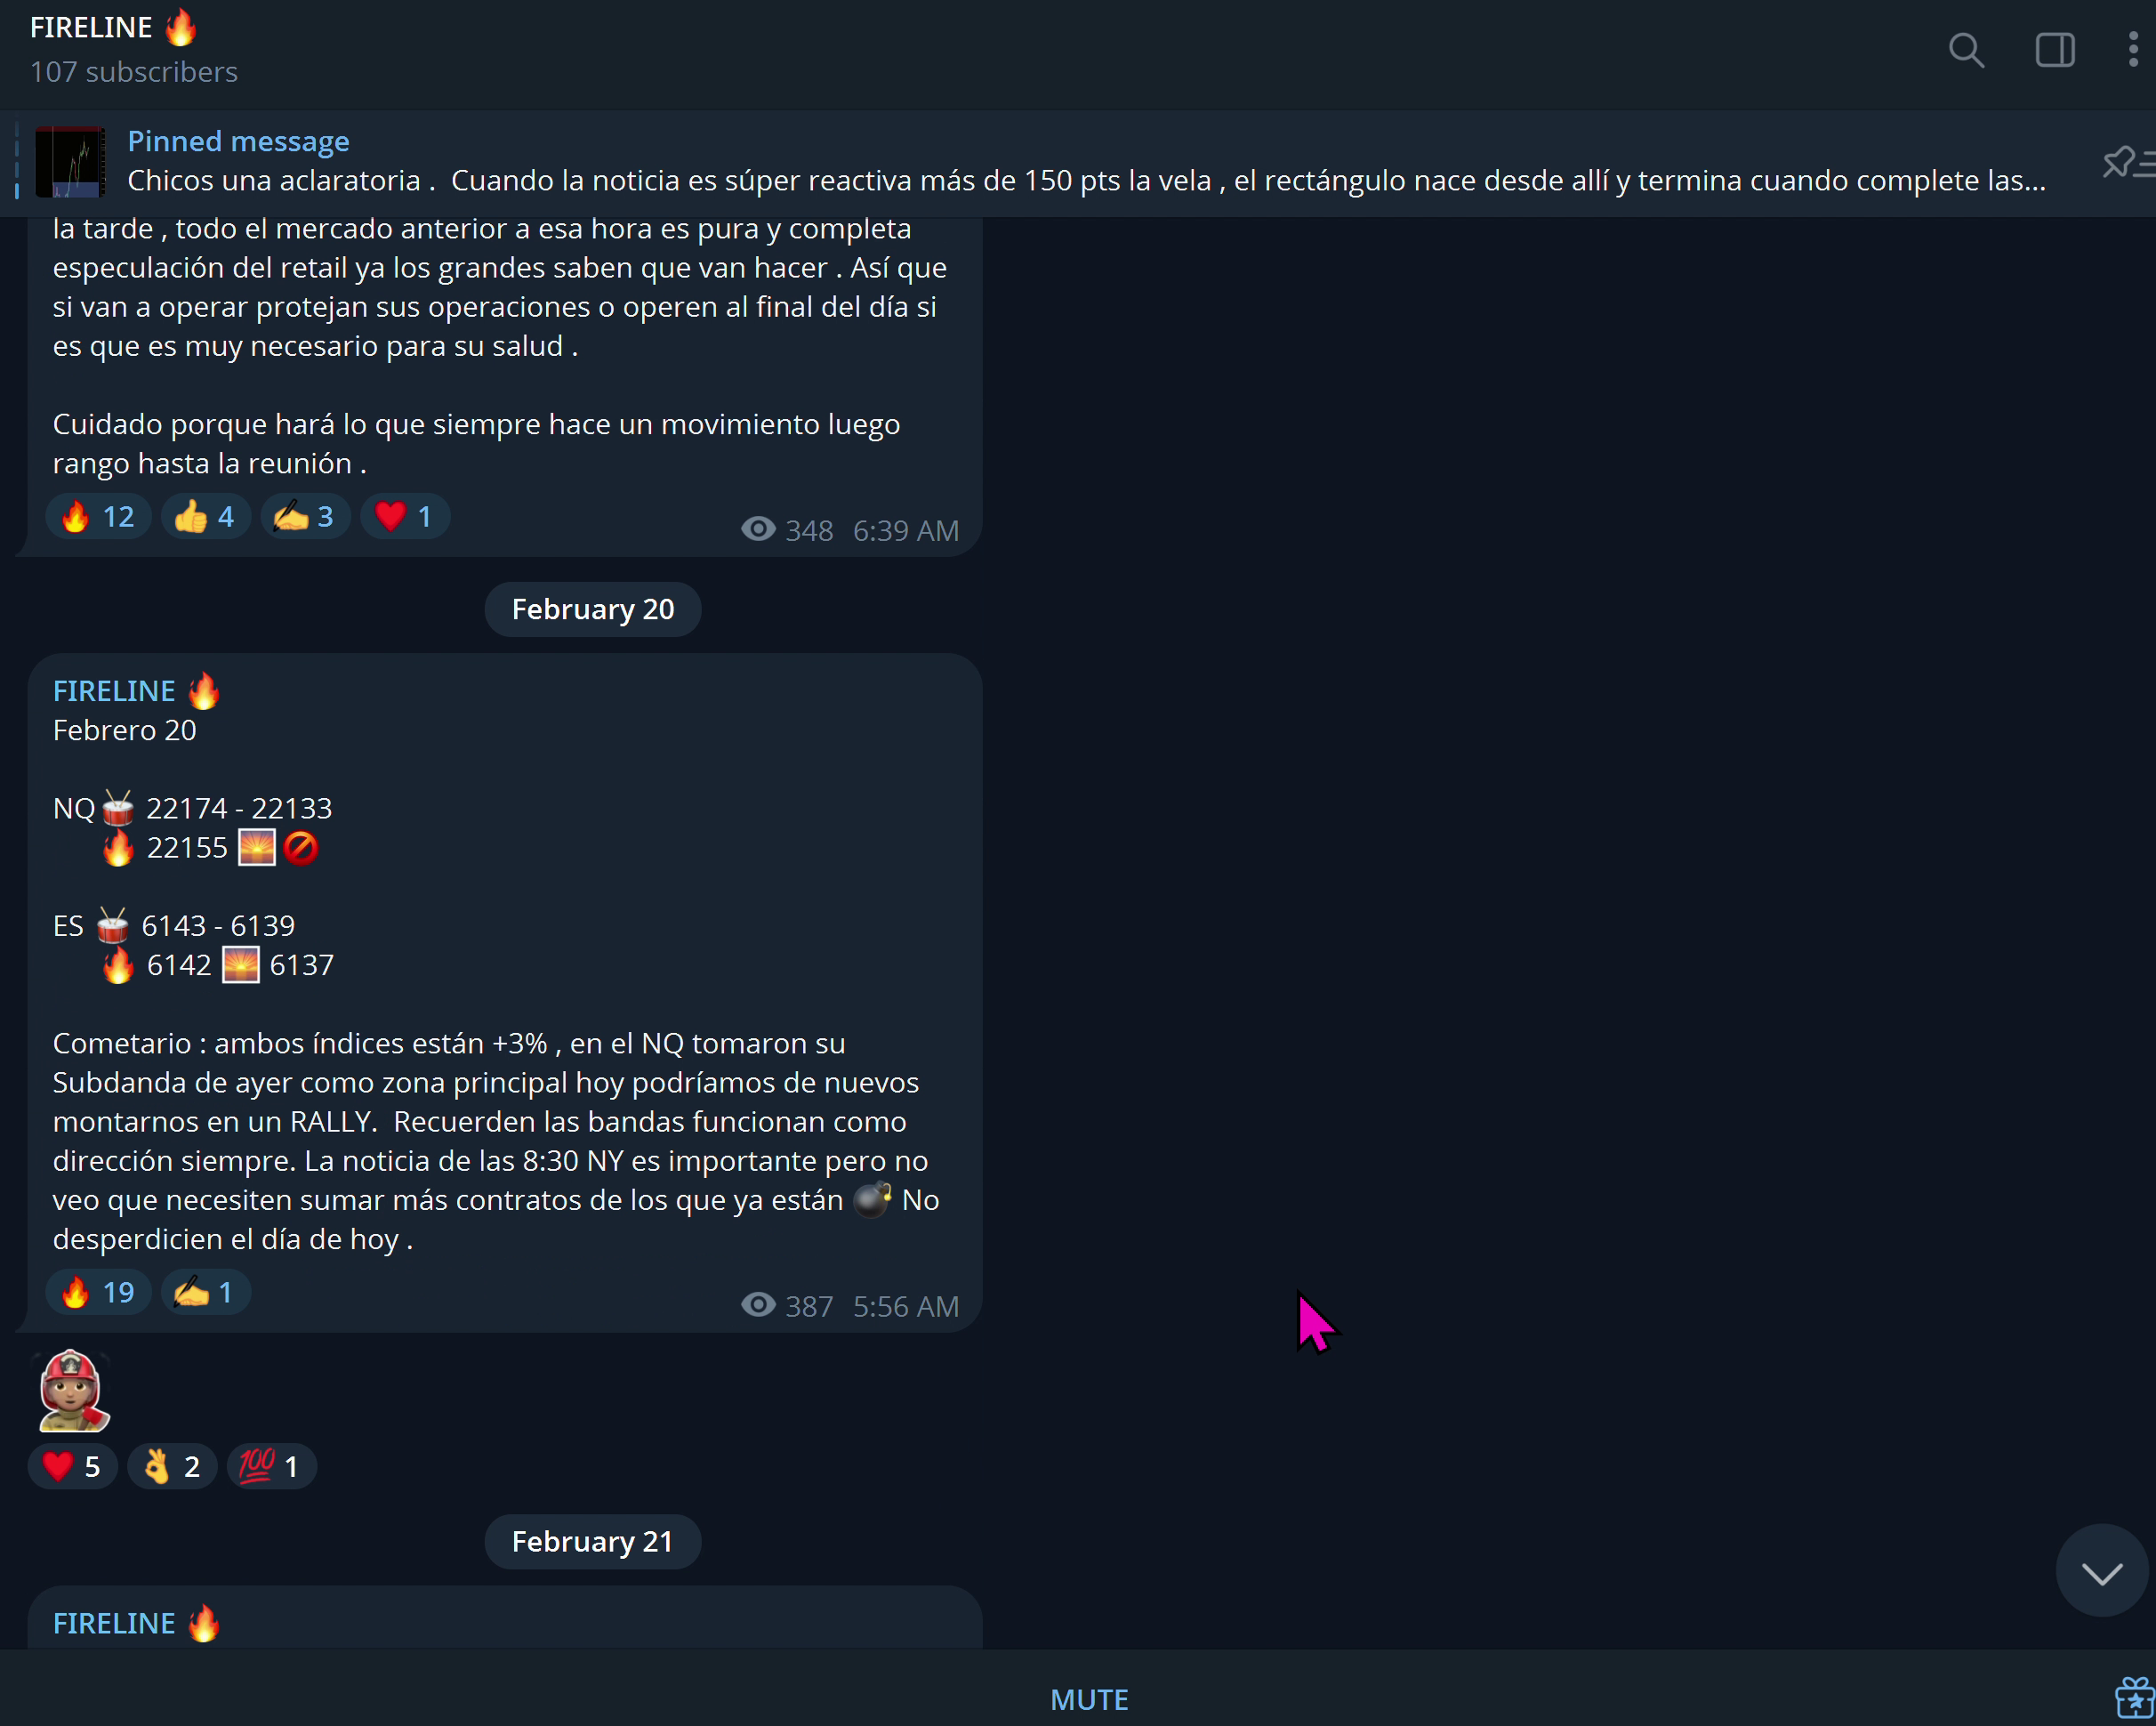 FIRELINE 🔥
107 subscribers
Pinned message
Chicos una aclaratoria .  Cuando la noticia es súper reactiva más de 150 pts la vela , el rectángulo nace desde allí y termina cuando complete las...
la tarde , todo el mercado anterior a esa hora es pura y completa
especulación del retail ya los grandes saben que van hacer . Así que
si van a operar protejan sus operaciones o operen al final del día si
es que es muy necesario para su salud .
Cuidado porque hará lo que siempre hace un movimiento luego
rango hasta la reunión .
🔥 12 👍 4 ✍️ 3 ❤️ 1
348 6:39 AM
February 20
FIRELINE 🔥
Febrero 20
NQ🥁 22174 - 22133
🔥 22155 🌅🚫
ES 🥁 6143 - 6139
🔥 6142 🌅 6137
Cometario : ambos índices están +3% , en el NQ tomaron su
Subdanda de ayer como zona principal hoy podríamos de nuevos
montarnos en un RALLY.  Recuerden las bandas funcionan como
dirección siempre. La noticia de las 8:30 NY es importante pero no
veo que necesiten sumar más contratos de los que ya están 💣 No
desperdicien el día de hoy .
🔥 19 ✍️ 1
387 5:56 AM
❤️ 5 👌 2 💯 1
February 21
FIRELINE 🔥
MUTE